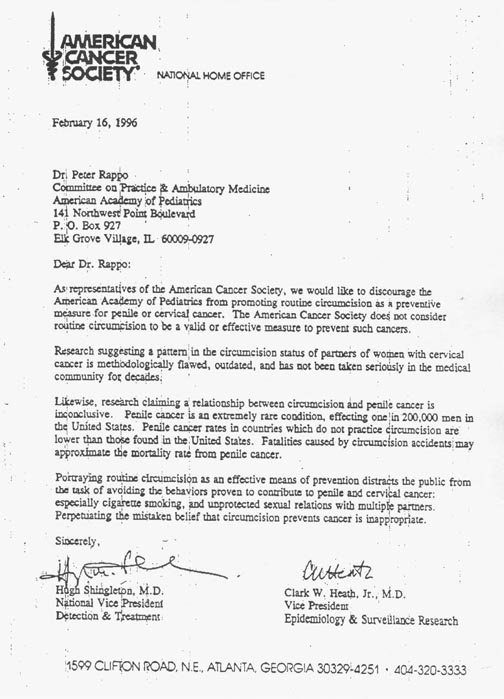 AMERICAN
CANCER
SOCIETY®
NATIONAL HOME OFFICE
February 16, 1996
Dr. Peter Rappo
Committee on Practice & Ambulatory Medicine
American Academy of Pediatrics
141 Northwest Point Boulevard
P. O. Box 927
Elk Grove Village, IL 60009-0927
Dear Dr. Rappo:
As representatives of the American Cancer Society, we would like to discourage the
American Academy of Pediatrics from promoting routine circumcision as a preventive
measure for penile or cervical cancer. The American Cancer Society does not consider
routine circumcision to be a valid or effective measure to prevent such cancers.
Research suggesting a pattern in the circumcision status of partners of women with cervical
cancer is methodologically flawed, outdated, and has not been taken seriously in the medical
community for decades.
Likewise, research claiming a relationship between circumcision and penile cancer is
inconclusive. Penile cancer is an extremely rare condition, effecting one in 200,000 men in
the United States. Penile cancer rates in countries which do not practice circumcision are
lower than those found in the United States. Fatalities caused by circumcision accidents may
approximate the mortality rate from penile cancer.
Portraying routine circumcision as an effective means of prevention distracts the public from
the task of avoiding the behaviors proven to contribute to penile and cervical cancer:
especially cigarette smoking, and unprotected sexual relations with multiple partners.
Perpetuating the mistaken belief that circumcision prevents cancer is inappropriate.
Sincerely,
Hugh Shingleton, M.D.
National Vice President
Detection & Treatment
Clark W. Heath, Jr., M.D.
Vice President
Epidemiology & Surveillance Research
1599 CLIFTON ROAD, N.E., ATLANTA, GEORGIA 30329-4251 • 404-320-3333